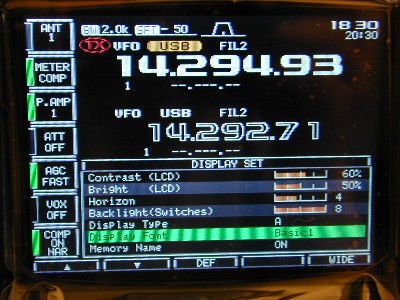 ANT
1
BW 2.0k SFT - 50
18 30
20:30
TX VFO USB FIL2
14.294.93
1 --.---.--
METER
COMP
P.AMP
1
VFO USB FIL2
14.292.71
1 --.---.--
ATT
OFF
AGC
FAST
VOX
OFF
COMP
ON
NAR
DISPLAY SET
Contrast (LCD) 60%
Bright (LCD) 50%
Horizon 4
Backlight(Switches) 8
Display Type A
Display Font Basic1
Memory Name ON
▲ ▼ DEF WIDE